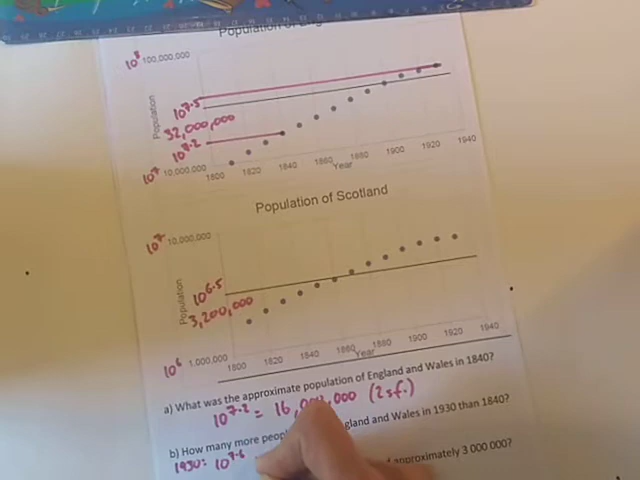 Population of
10⁸ 100,000,000
Population
10⁷·⁵
32,000,000
10⁷·²
10⁷ 10,000,000
1800 1820 1840 1860 1880 1900 1920 1940
Year
Population of Scotland
10⁷ 10,000,000
Population
10⁶·⁵
3,200,000
10⁶ 1,000,000
1800 1820 1840 1860 1880 1900 1920 1940
Year
a) What was the approximate population of England and Wales in 1840?
10⁷·² = 16,000,000 (2 s.f.)
b) How many more gland and Wales in 1930 than 1840?
1930: 10⁷·⁶
approximately 3 000 000?